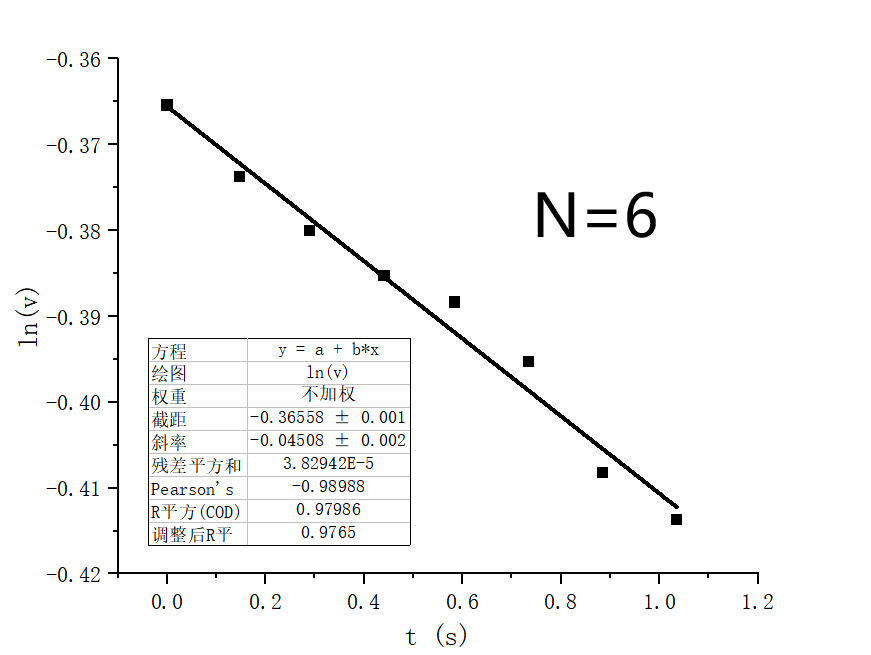 -0.36
-0.37
-0.38
-0.39
-0.40
-0.41
-0.42
ln(v)
N=6
方程 y = a + b*x
绘图 ln(v)
权重 不加权
截距 -0.36558 ± 0.001
斜率 -0.04508 ± 0.002
残差平方和 3.82942E-5
Pearson's -0.98988
R平方(COD) 0.97986
调整后R平 0.9765
0.0 0.2 0.4 0.6 0.8 1.0 1.2
t (s)